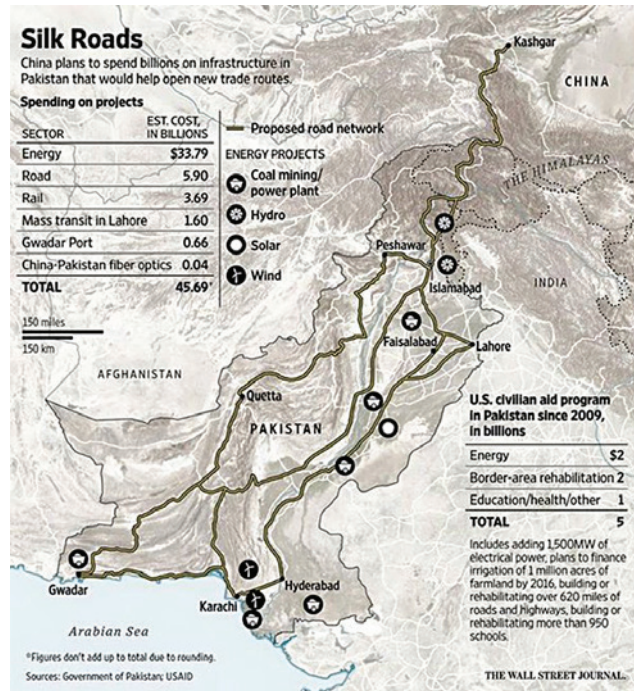 Silk Roads
China plans to spend billions on infrastructure in
Pakistan that would help open new trade routes.
Spending on projects
SECTOR EST. COST, IN BILLIONS
Energy $33.79
Road 5.90
Rail 3.69
Mass transit in Lahore 1.60
Gwadar Port 0.66
China-Pakistan fiber optics 0.04
TOTAL 45.69*
150 miles
150 km
Proposed road network
ENERGY PROJECTS
Coal mining/
power plant
Hydro
Solar
Wind
Kashgar
CHINA
THE HIMALAYAS
Peshawar
Islamabad
INDIA
Faisalabad
Lahore
AFGHANISTAN
Quetta
PAKISTAN
Gwadar
Karachi
Hyderabad
Arabian Sea
U.S. civilian aid program
in Pakistan since 2009,
in billions
Energy $2
Border-area rehabilitation 2
Education/health/other 1
TOTAL 5
Includes adding 1,500MW of
electrical power, plans to finance
irrigation of 1 million acres of
farmland by 2016, building or
rehabilitating over 620 miles of
roads and highways, building or
rehabilitating more than 950
schools.
*Figures don't add up to total due to rounding.
Sources: Government of Pakistan; USAID
THE WALL STREET JOURNAL.